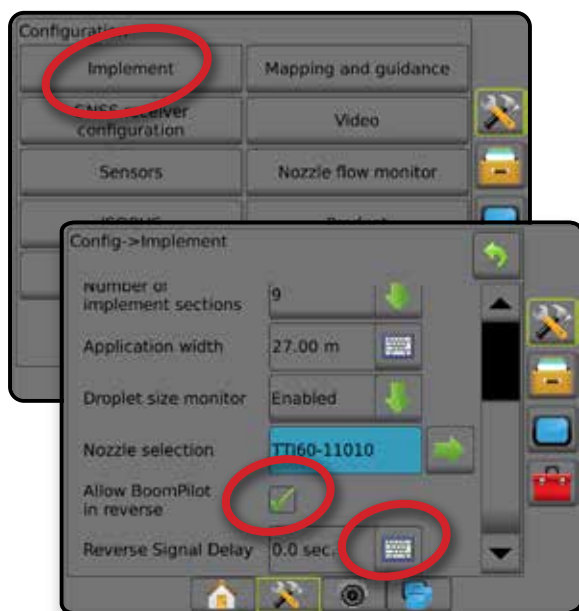 Configuration
Implement
Mapping and guidance
GNSS receiver
configuration
Video
Sensors
Nozzle flow monitor
ISOBUS
Product
Config->Implement
Number of
implement sections
9
Application width
27.00 m
Droplet size monitor
Enabled
Nozzle selection
TTI60-11010
Allow BoomPilot
in reverse
Reverse Signal Delay
0.0 sec.